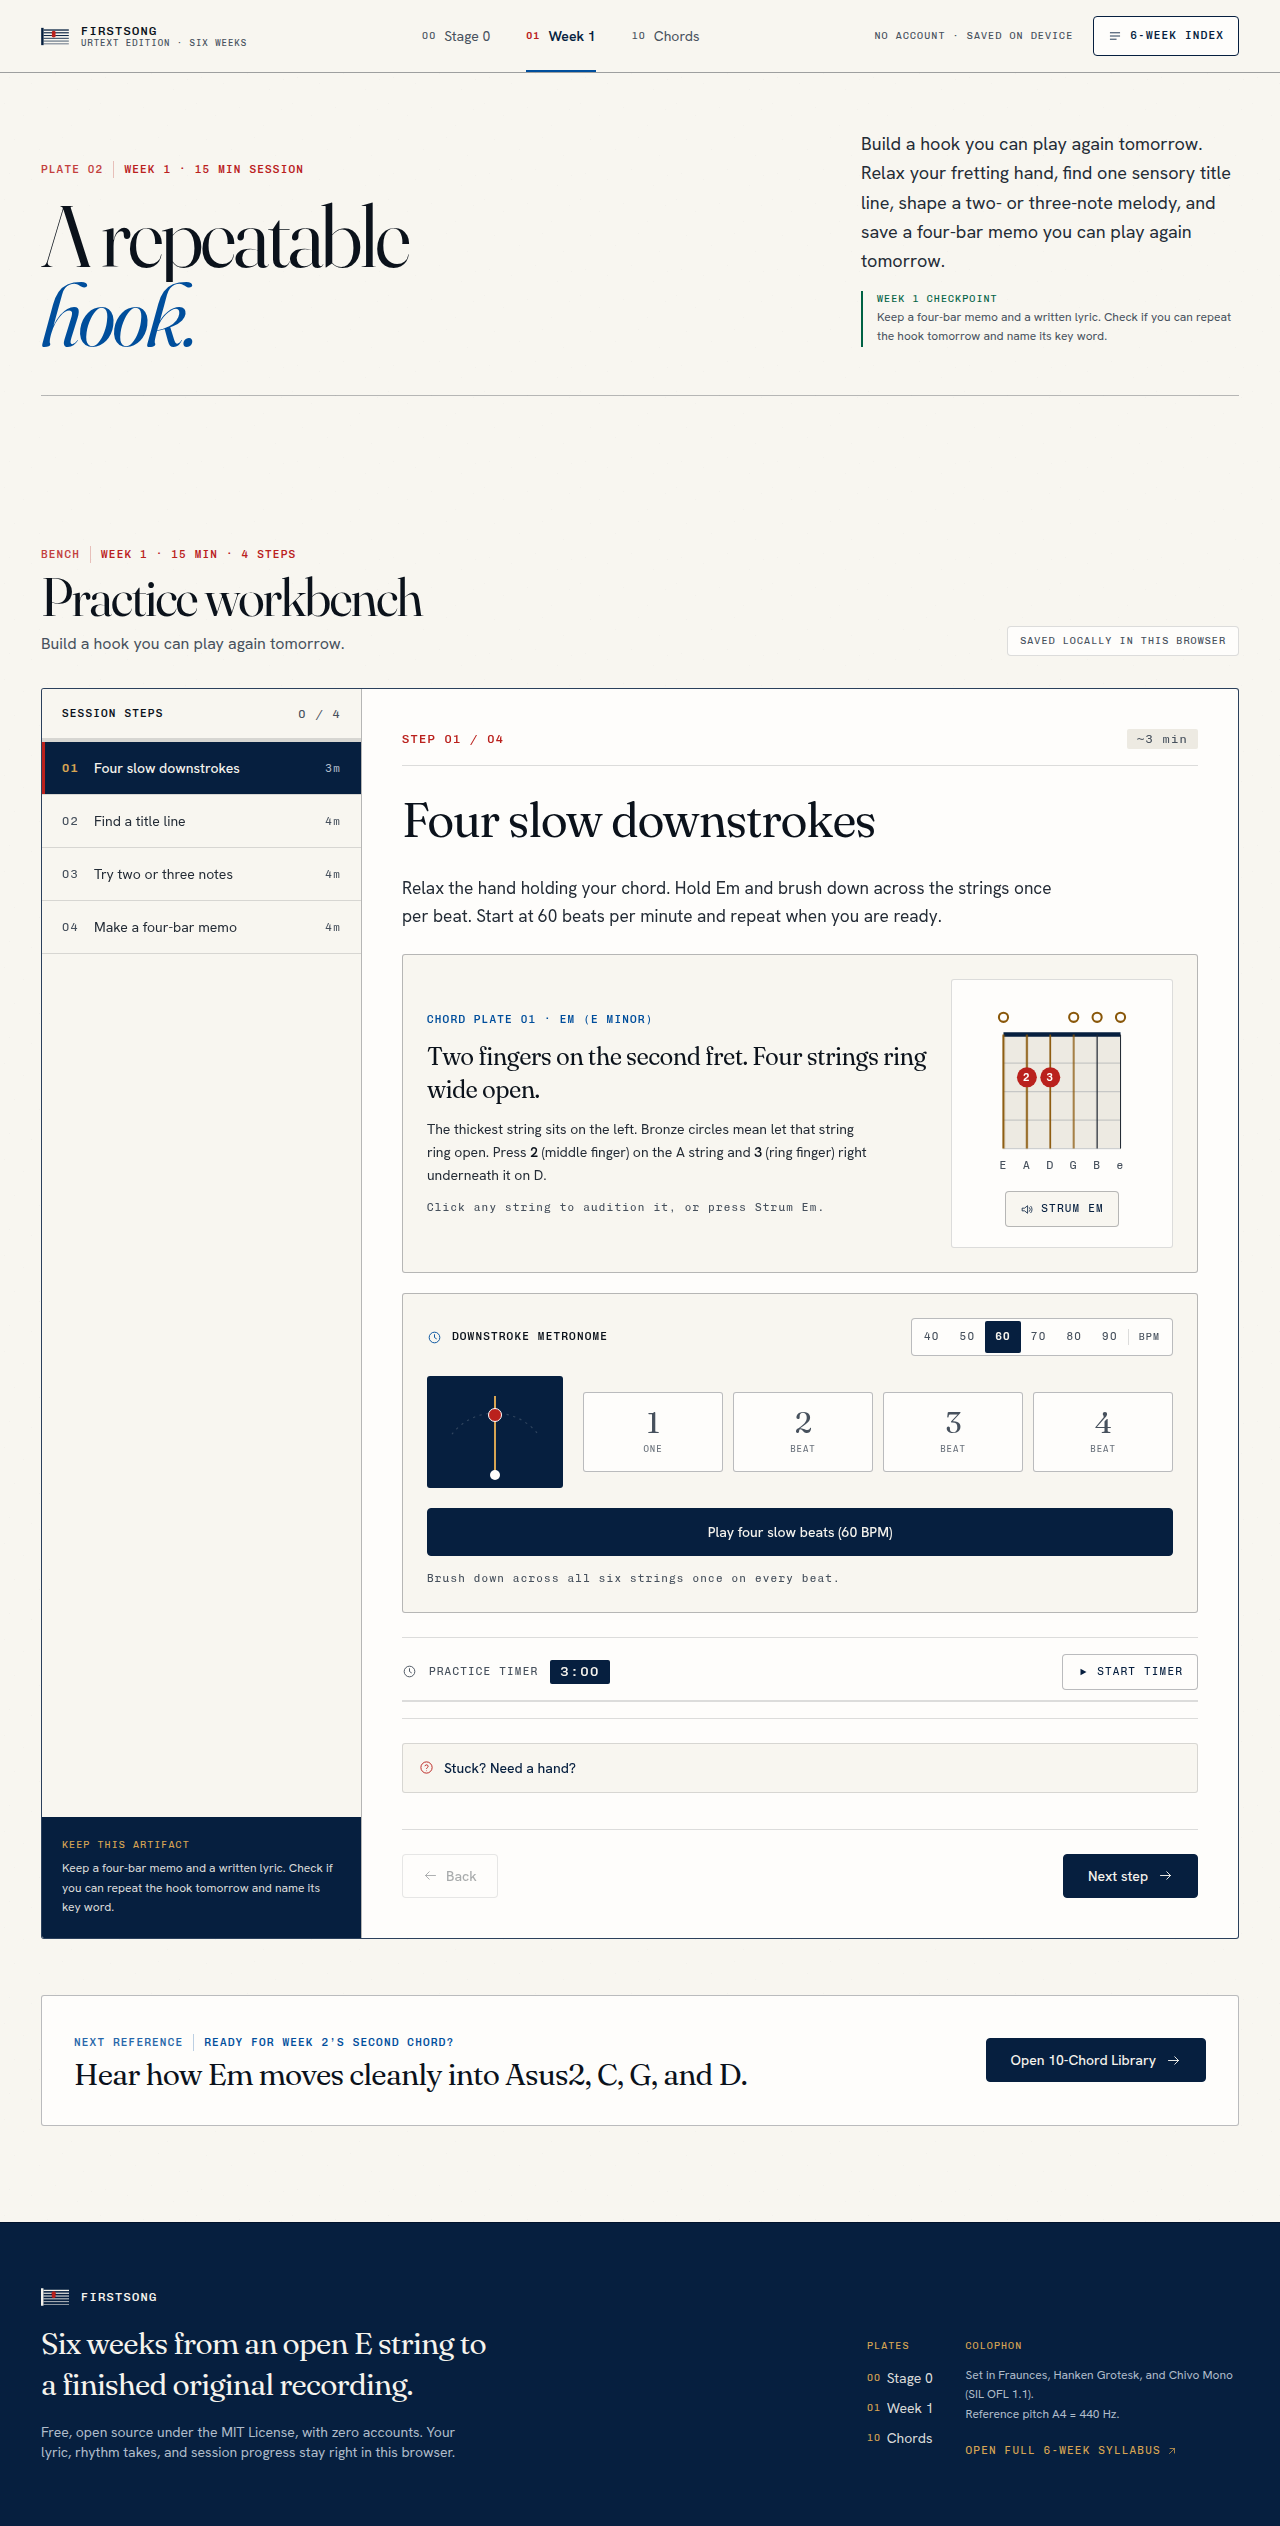 FIRSTSONG
URTEXT EDITION · SIX WEEKS
00 Stage 0
01 Week 1
10 Chords
NO ACCOUNT · SAVED ON DEVICE
6-WEEK INDEX
PLATE 02 | WEEK 1 · 15 MIN SESSION
A repeatable
hook.
Build a hook you can play again tomorrow.
Relax your fretting hand, find one sensory title
line, shape a two- or three-note melody, and
save a four-bar memo you can play again
tomorrow.
WEEK 1 CHECKPOINT
Keep a four-bar memo and a written lyric. Check if you can repeat
the hook tomorrow and name its key word.
BENCH | WEEK 1 · 15 MIN · 4 STEPS
Practice workbench
Build a hook you can play again tomorrow.
SAVED LOCALLY IN THIS BROWSER
SESSION STEPS 0 / 4
01 Four slow downstrokes 3m
02 Find a title line 4m
03 Try two or three notes 4m
04 Make a four-bar memo 4m
KEEP THIS ARTIFACT
Keep a four-bar memo and a written lyric. Check if
you can repeat the hook tomorrow and name its
key word.
STEP 01 / 04
~3 min
Four slow downstrokes
Relax the hand holding your chord. Hold Em and brush down across the strings once
per beat. Start at 60 beats per minute and repeat when you are ready.
CHORD PLATE 01 · EM (E MINOR)
Two fingers on the second fret. Four strings ring
wide open.
The thickest string sits on the left. Bronze circles mean let that string
ring open. Press 2 (middle finger) on the A string and 3 (ring finger) right
underneath it on D.
Click any string to audition it, or press Strum Em.
2 3
E A D G B e
STRUM EM
DOWNSTROKE METRONOME
40 50 60 70 80 90 BPM
1 2 3 4
ONE BEAT BEAT BEAT
Play four slow beats (60 BPM)
Brush down across all six strings once on every beat.
PRACTICE TIMER 3:00
START TIMER
Stuck? Need a hand?
Back
Next step
NEXT REFERENCE | READY FOR WEEK 2'S SECOND CHORD?
Hear how Em moves cleanly into Asus2, C, G, and D.
Open 10-Chord Library
FIRSTSONG
Six weeks from an open E string to
a finished original recording.
Free, open source under the MIT License, with zero accounts. Your
lyric, rhythm takes, and session progress stay right in this browser.
PLATES
00 Stage 0
01 Week 1
10 Chords
COLOPHON
Set in Fraunces, Hanken Grotesk, and Chivo Mono
(SIL OFL 1.1).
Reference pitch A4 = 440 Hz.
OPEN FULL 6-WEEK SYLLABUS